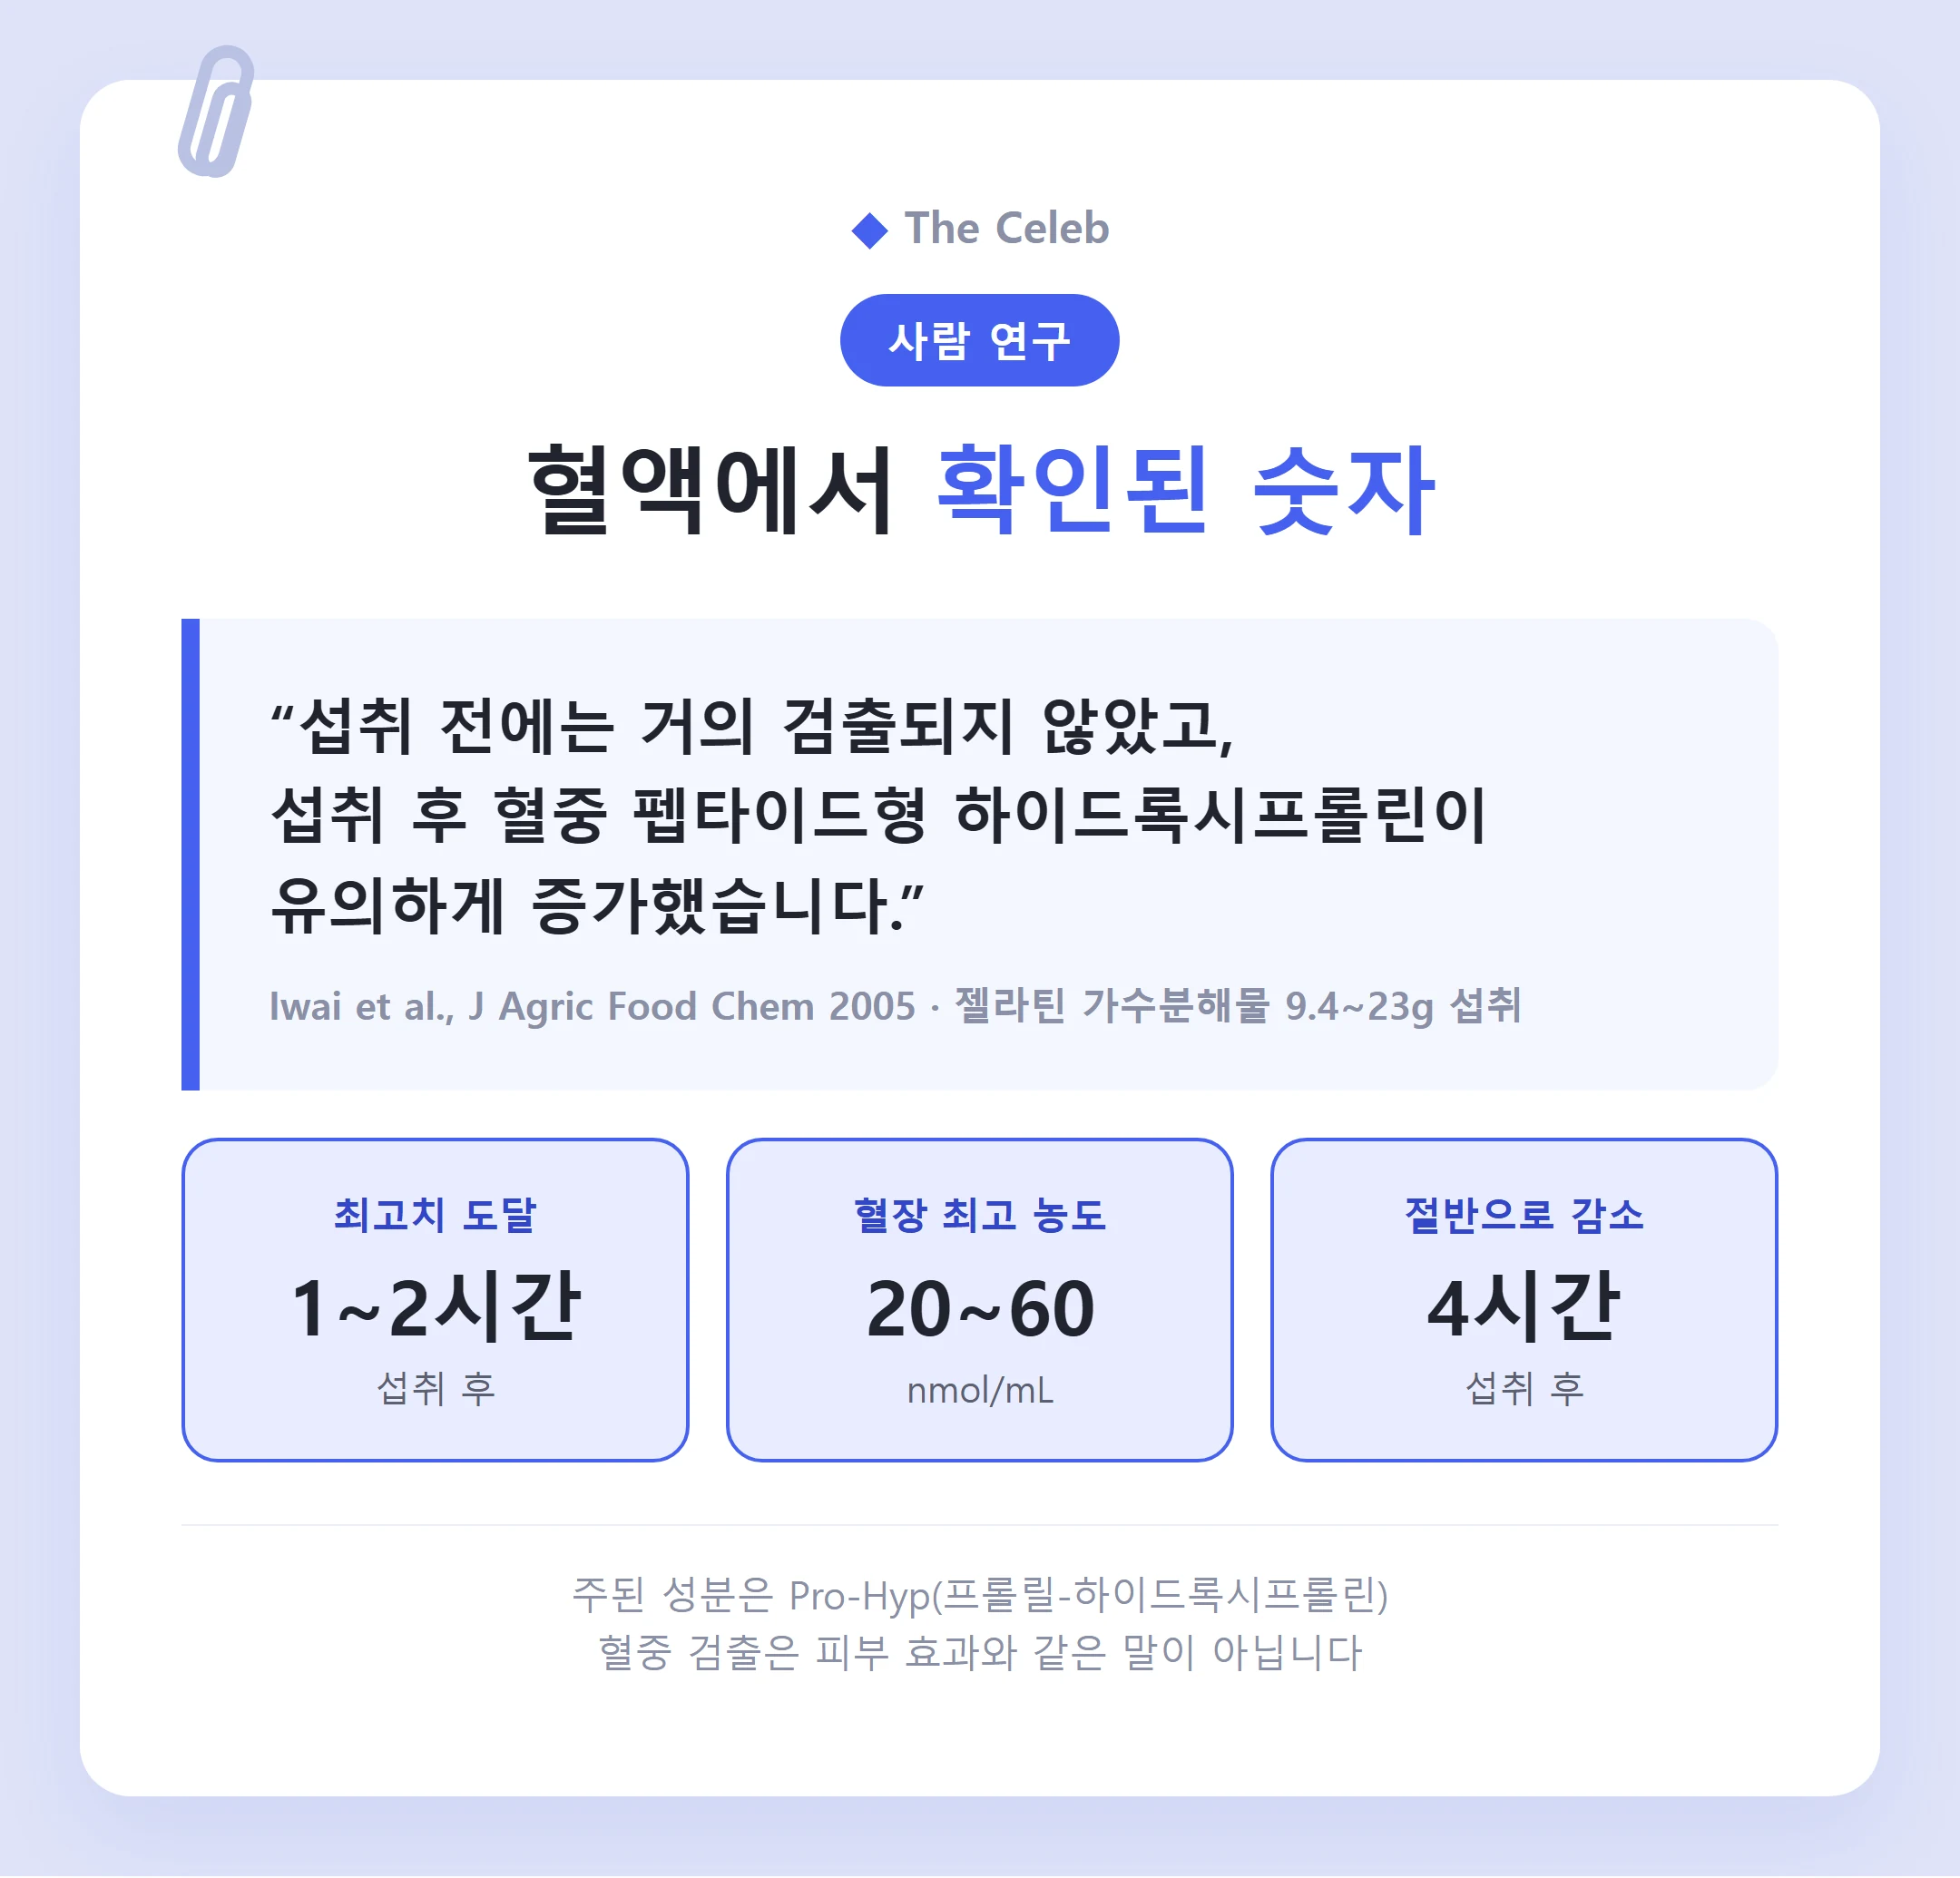 The Celeb
사람 연구
혈액에서 확인된 숫자
“섭취 전에는 거의 검출되지 않았고,
섭취 후 혈중 펩타이드형 하이드록시프롤린이
유의하게 증가했습니다.”
Iwai et al., J Agric Food Chem 2005 · 젤라틴 가수분해물 9.4~23g 섭취
최고치 도달
1~2시간
섭취 후
혈장 최고 농도
20~60
nmol/mL
절반으로 감소
4시간
섭취 후
주된 성분은 Pro-Hyp(프롤릴-하이드록시프롤린)
혈중 검출은 피부 효과와 같은 말이 아닙니다